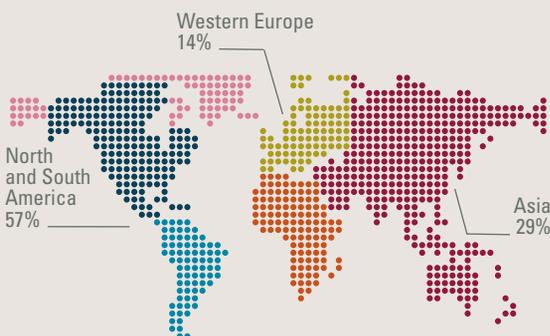 Western Europe
14%
North
and South
America
57%
Asia
29%